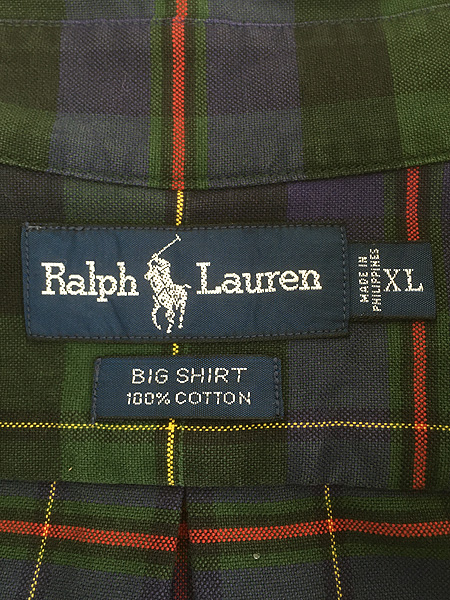 Ralph Lauren
MADE IN
PHILIPPINES
XL
BIG SHIRT
100% COTTON